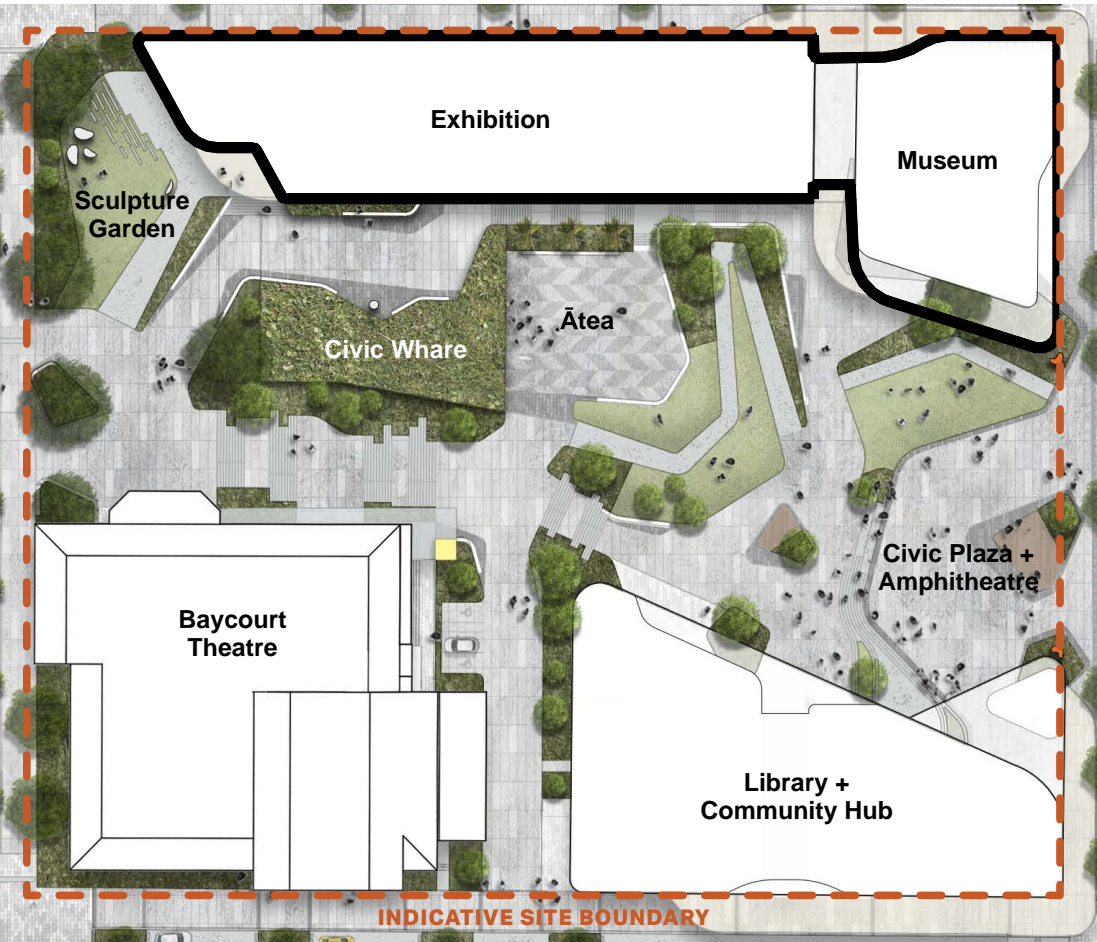 Exhibition
Museum
Sculpture
Garden
Ātea
Civic Whare
Civic Plaza +
Amphitheatre
Baycourt
Theatre
Library +
Community Hub
INDICATIVE SITE BOUNDARY